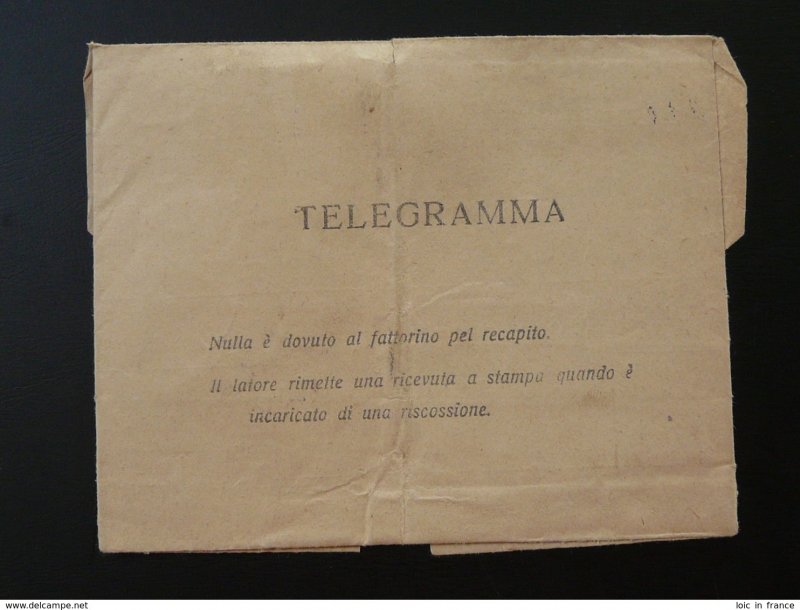 TELEGRAMMA
Nulla è dovuto al fattorino pel recapito.
Il latore rimette una ricevuta a stampa quando è
incaricato di una riscossione.
delcampe.net
loic in france